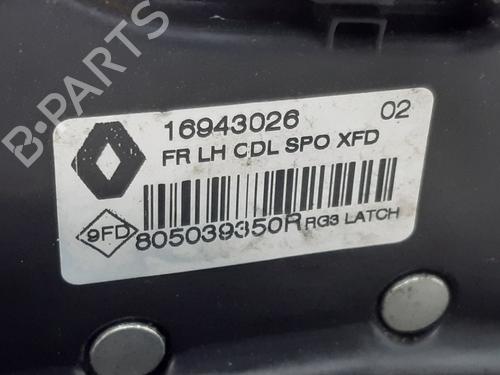 B-PARTS
16943026 02
FR LH CDL SPO XFD
9FD 805039350R RG3 LATCH